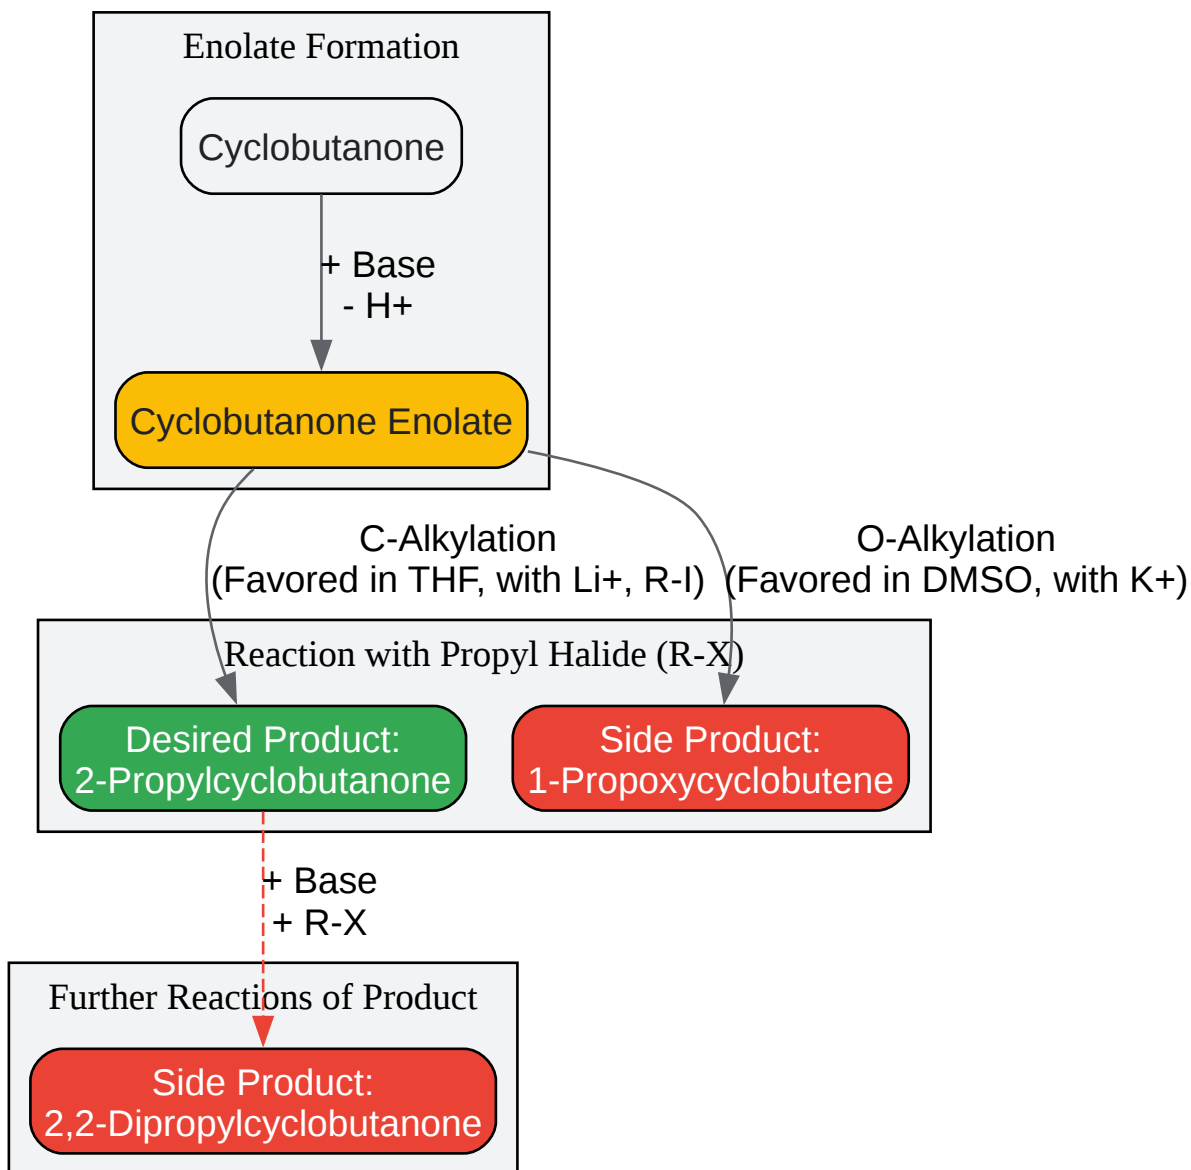 Enolate Formation
Cyclobutanone
+ Base
- H+
Cyclobutanone Enolate
C-Alkylation
(Favored in THF, with Li+, R-I)
O-Alkylation
(Favored in DMSO, with K+)
Reaction with Propyl Halide (R-X)
Desired Product:
2-Propylcyclobutanone
Side Product:
1-Propoxycyclobutene
+ Base
+ R-X
Further Reactions of Product
Side Product:
2,2-Dipropylcyclobutanone